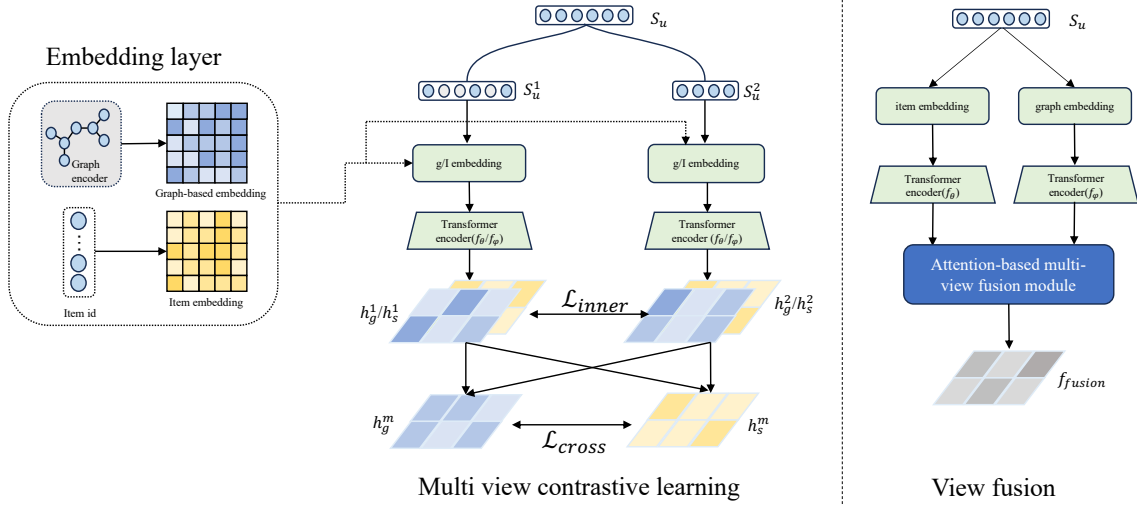 Embedding layer
Graph
encoder
Graph-based embedding
Item id
Item embedding
S_u
S_u^1
S_u^2
g/I embedding
g/I embedding
Transformer
encoder(f_θ/f_φ)
Transformer
encoder (f_θ/f_φ)
h_g^1/h_s^1
ℒ_inner
h_g^2/h_s^2
h_g^m
ℒ_cross
h_s^m
Multi view contrastive learning
S_u
item embedding
graph embedding
Transformer
encoder(f_θ)
Transformer
encoder(f_φ)
Attention-based multi-
view fusion module
f_fusion
View fusion